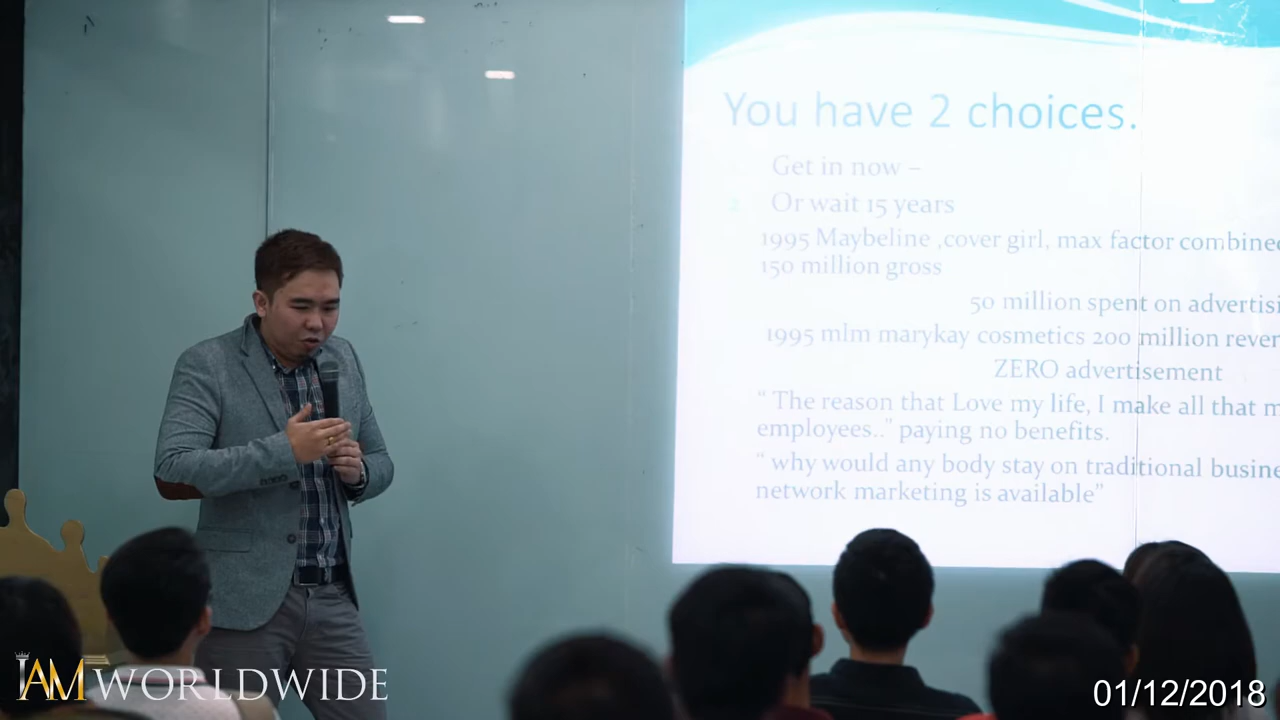 You have 2 choices.
Get in now –
2. Or wait 15 years
1995 Maybeline ,cover girl, max factor combined
150 million gross
50 million spent on advertisi
1995 mlm marykay cosmetics 200 million rever
ZERO advertisement
“ The reason that Love my life, I make all that m
employees..” paying no benefits.
“ why would any body stay on traditional busine
network marketing is available”
IAM WORLDWIDE
01/12/2018